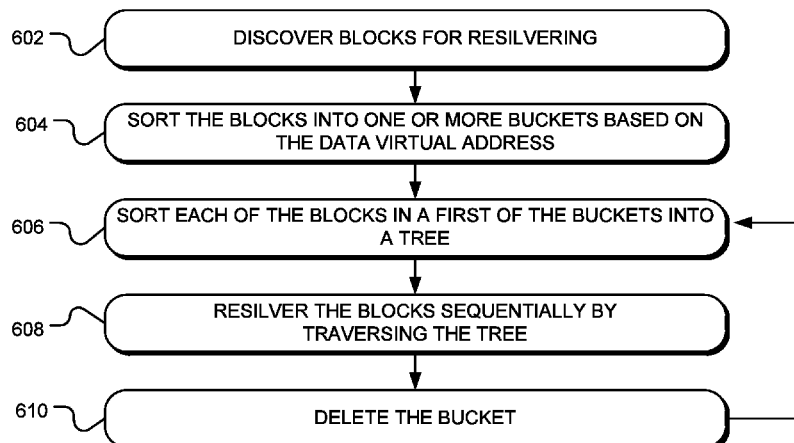 602
DISCOVER BLOCKS FOR RESILVERING
604
SORT THE BLOCKS INTO ONE OR MORE BUCKETS BASED ON
THE DATA VIRTUAL ADDRESS
606
SORT EACH OF THE BLOCKS IN A FIRST OF THE BUCKETS INTO
A TREE
608
RESILVER THE BLOCKS SEQUENTIALLY BY
TRAVERSING THE TREE
610
DELETE THE BUCKET